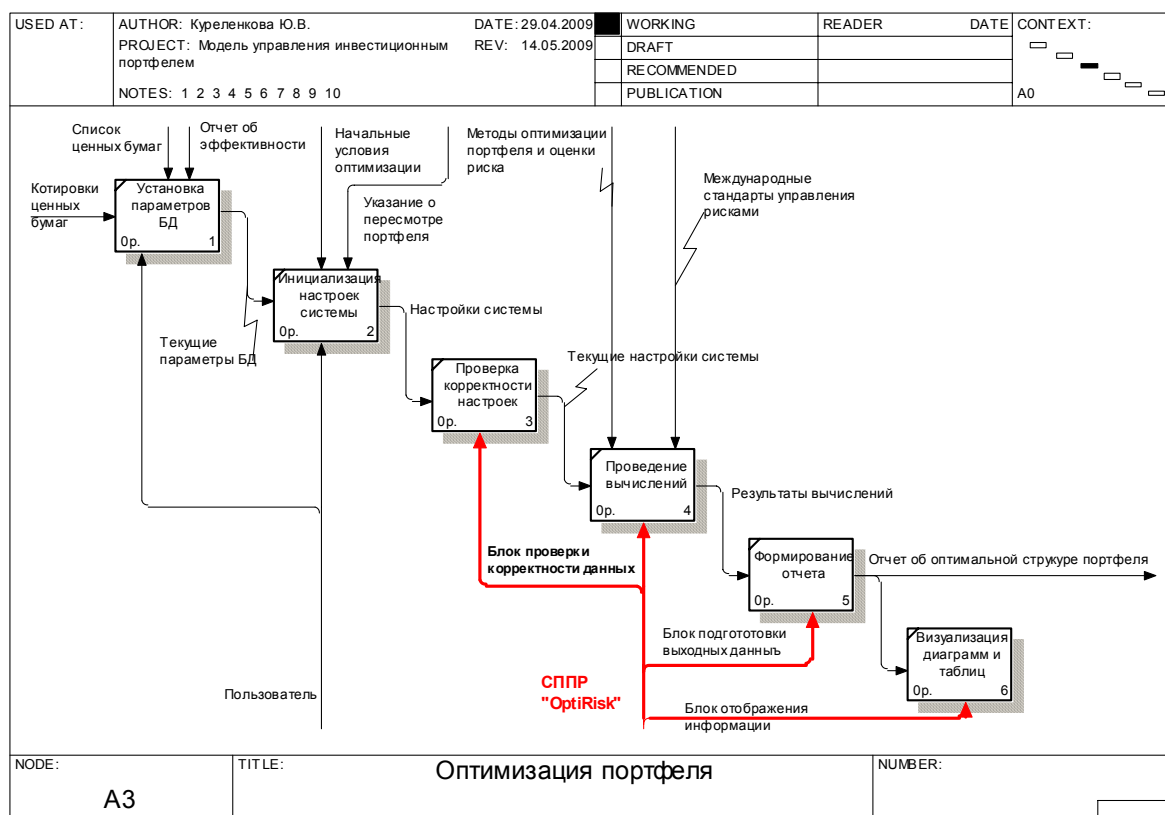 USED AT:
AUTHOR: Куреленкова Ю.В.
DATE: 29.04.2009
PROJECT: Модель управления инвестиционным
портфелем
REV: 14.05.2009
NOTES: 1 2 3 4 5 6 7 8 9 10
WORKING
DRAFT
RECOMMENDED
PUBLICATION
READER
DATE
CONTEXT:
A0
Список
ценных бумаг
Отчет об
эффективности
Начальные
условия
оптимизации
Методы оптимизации
портфеля и оценки
риска
Котировки
ценных
бумаг
Установка
параметров
БД
0р.
1
Указание о
пересмотре
портфеля
Международные
стандарты управления
рисками
Инициализация
настроек
системы
0р.
2
Настройки системы
Текущие
параметры БД
Текущие настройки системы
Проверка
корректности
настроек
0р.
3
Проведение
вычислений
0р.
4
Результаты вычислений
Блок проверки
корректности данных
Формирование
отчета
0р.
5
Отчет об оптимальной струкуре портфеля
Блок подгототовки
выходных данныъ
Визуализация
диаграмм и
таблиц
0р.
6
СППР
"OptiRisk"
Пользователь
Блок отображения
информации
NODE:
A3
TITLE:
Оптимизация портфеля
NUMBER: